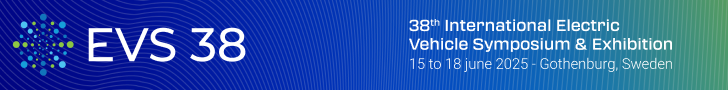 EVS 38
38th International Electric
Vehicle Symposium & Exhibition
15 to 18 june 2025 - Gothenburg, Sweden